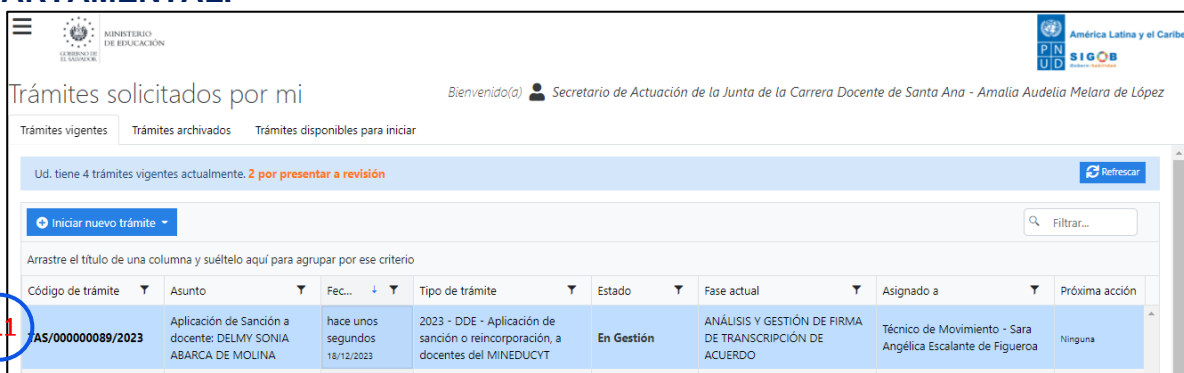 ARTAMENTAL.
MINISTERIO
DE EDUCACIÓN
GOBIERNO DE
EL SALVADOR
América Latina y el Caribe
P N
U D
SIGOB
Trámites solicitados por mi
Bienvenido(a) Secretario de Actuación de la Junta de la Carrera Docente de Santa Ana - Amalia Audelia Melara de López
Trámites vigentes Trámites archivados Trámites disponibles para iniciar
Ud. tiene 4 trámites vigentes actualmente. 2 por presentar a revisión
Refrescar
Iniciar nuevo trámite
Filtrar...
Arrastre el título de una columna y suéltelo aquí para agrupar por ese criterio
Código de trámite Asunto Fec... Tipo de trámite Estado Fase actual Asignado a Próxima acción
TAS/000000089/2023
Aplicación de Sanción a
docente: DELMY SONIA
ABARCA DE MOLINA
hace unos
segundos
18/12/2023
2023 - DDE - Aplicación de
sanción o reincorporación, a
docentes del MINEDUCYT
En Gestión
ANÁLISIS Y GESTIÓN DE FIRMA
DE TRANSCRIPCIÓN DE
ACUERDO
Técnico de Movimiento - Sara
Angélica Escalante de Figueroa
Ninguna